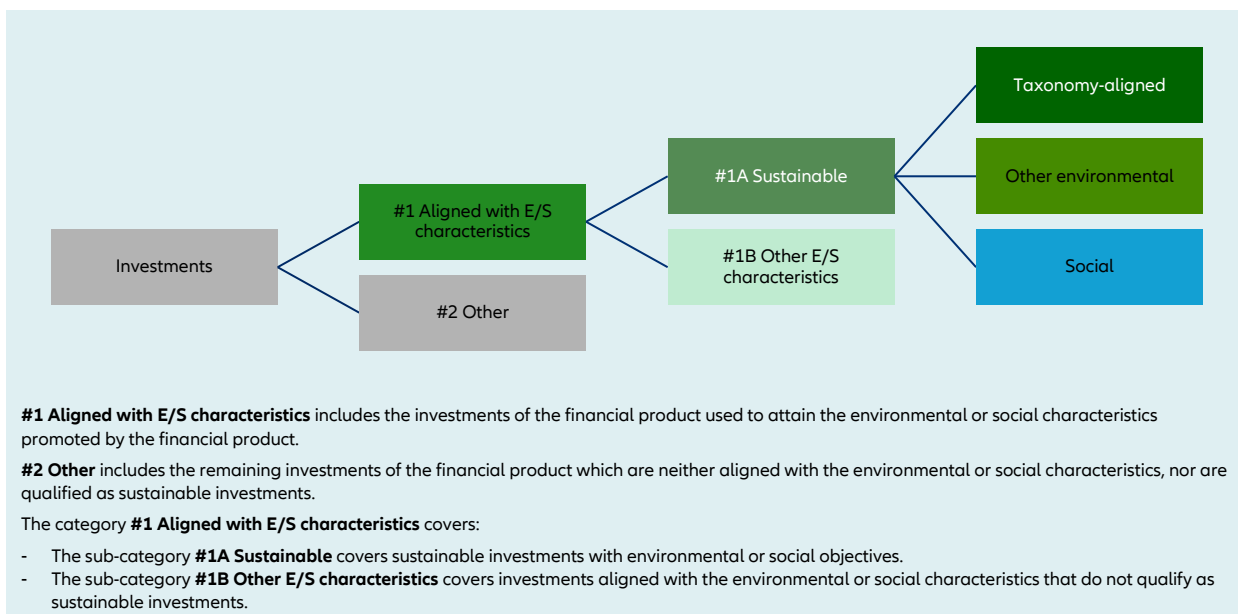 Taxonomy-aligned
#1A Sustainable
Other environmental
#1 Aligned with E/S
characteristics
Investments
#1B Other E/S
characteristics
Social
#2 Other
#1 Aligned with E/S characteristics includes the investments of the financial product used to attain the environmental or social characteristics
promoted by the financial product.
#2 Other includes the remaining investments of the financial product which are neither aligned with the environmental or social characteristics, nor are
qualified as sustainable investments.
The category #1 Aligned with E/S characteristics covers:
- The sub-category #1A Sustainable covers sustainable investments with environmental or social objectives.
- The sub-category #1B Other E/S characteristics covers investments aligned with the environmental or social characteristics that do not qualify as
sustainable investments.